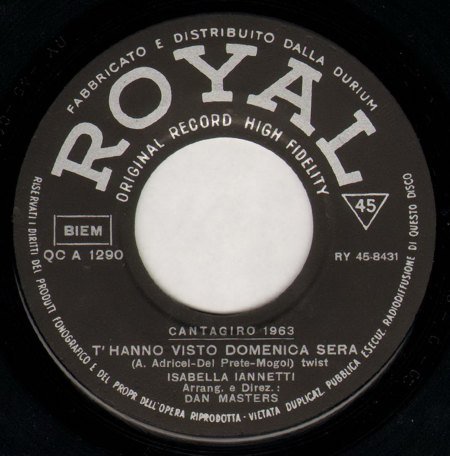 FABBRICATO E DISTRIBUITO DALLA DURIUM
ROYAL
ORIGINAL RECORD HIGH FIDELITY
45
BIEM
QC A 1290
RY 45-8431
CANTAGIRO 1963
T'HANNO VISTO DOMENICA SERA
(A. Adricel-Del Prete-Mogol) twist
ISABELLA IANNETTI
Arrang. e Direz.:
DAN MASTERS
RISERVATI I DIRITTI DEL PRODUT. FONOGRAFICO E DEL PROPR. DELL'OPERA RIPRODOTTA - VIETATA DUPLICAZ. PUBBLICA ESECUZ. RADIODIFFUSIONE DI QUESTO DISCO